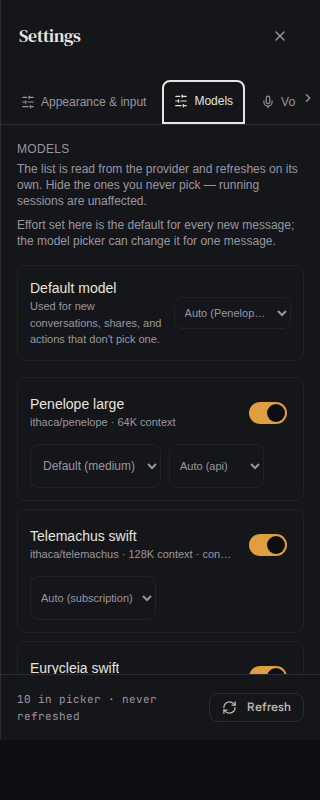 Settings
Appearance & input
Models
Vo
MODELS
The list is read from the provider and refreshes on its
own. Hide the ones you never pick — running
sessions are unaffected.
Effort set here is the default for every new message;
the model picker can change it for one message.
Default model
Used for new
conversations, shares, and
actions that don't pick one.
Auto (Penelop…
Penelope large
ithaca/penelope · 64K context
Default (medium)
Auto (api)
Telemachus swift
ithaca/telemachus · 128K context · con…
Auto (subscription)
Eurycleia swift
10 in picker · never
refreshed
Refresh